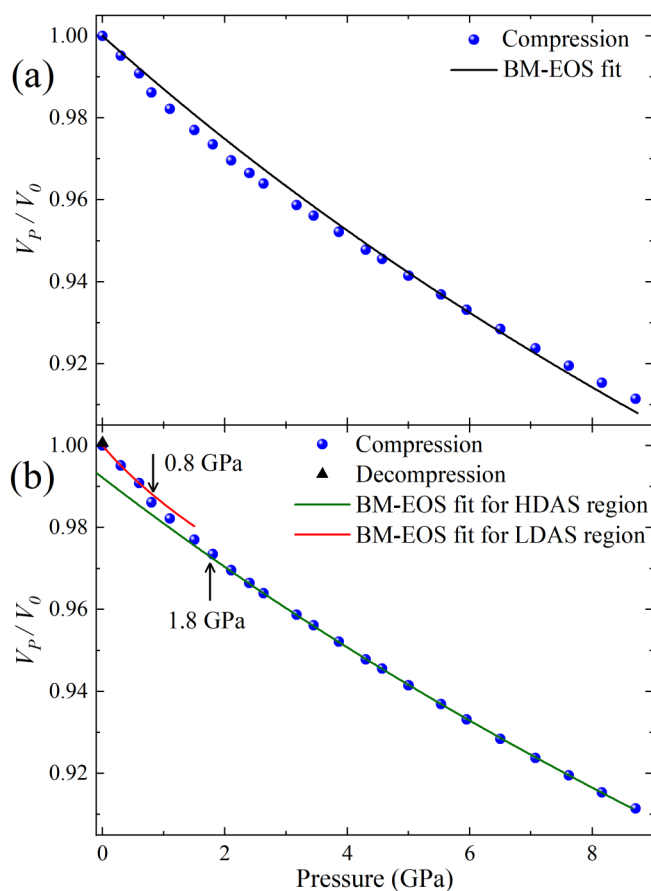 (a)
Compression
BM-EOS fit
1.00
0.98
0.96
0.94
0.92
V_P / V_0
(b)
Compression
Decompression
BM-EOS fit for HDAS region
BM-EOS fit for LDAS region
0.8 GPa
1.8 GPa
1.00
0.98
0.96
0.94
0.92
V_P / V_0
0 2 4 6 8
Pressure (GPa)